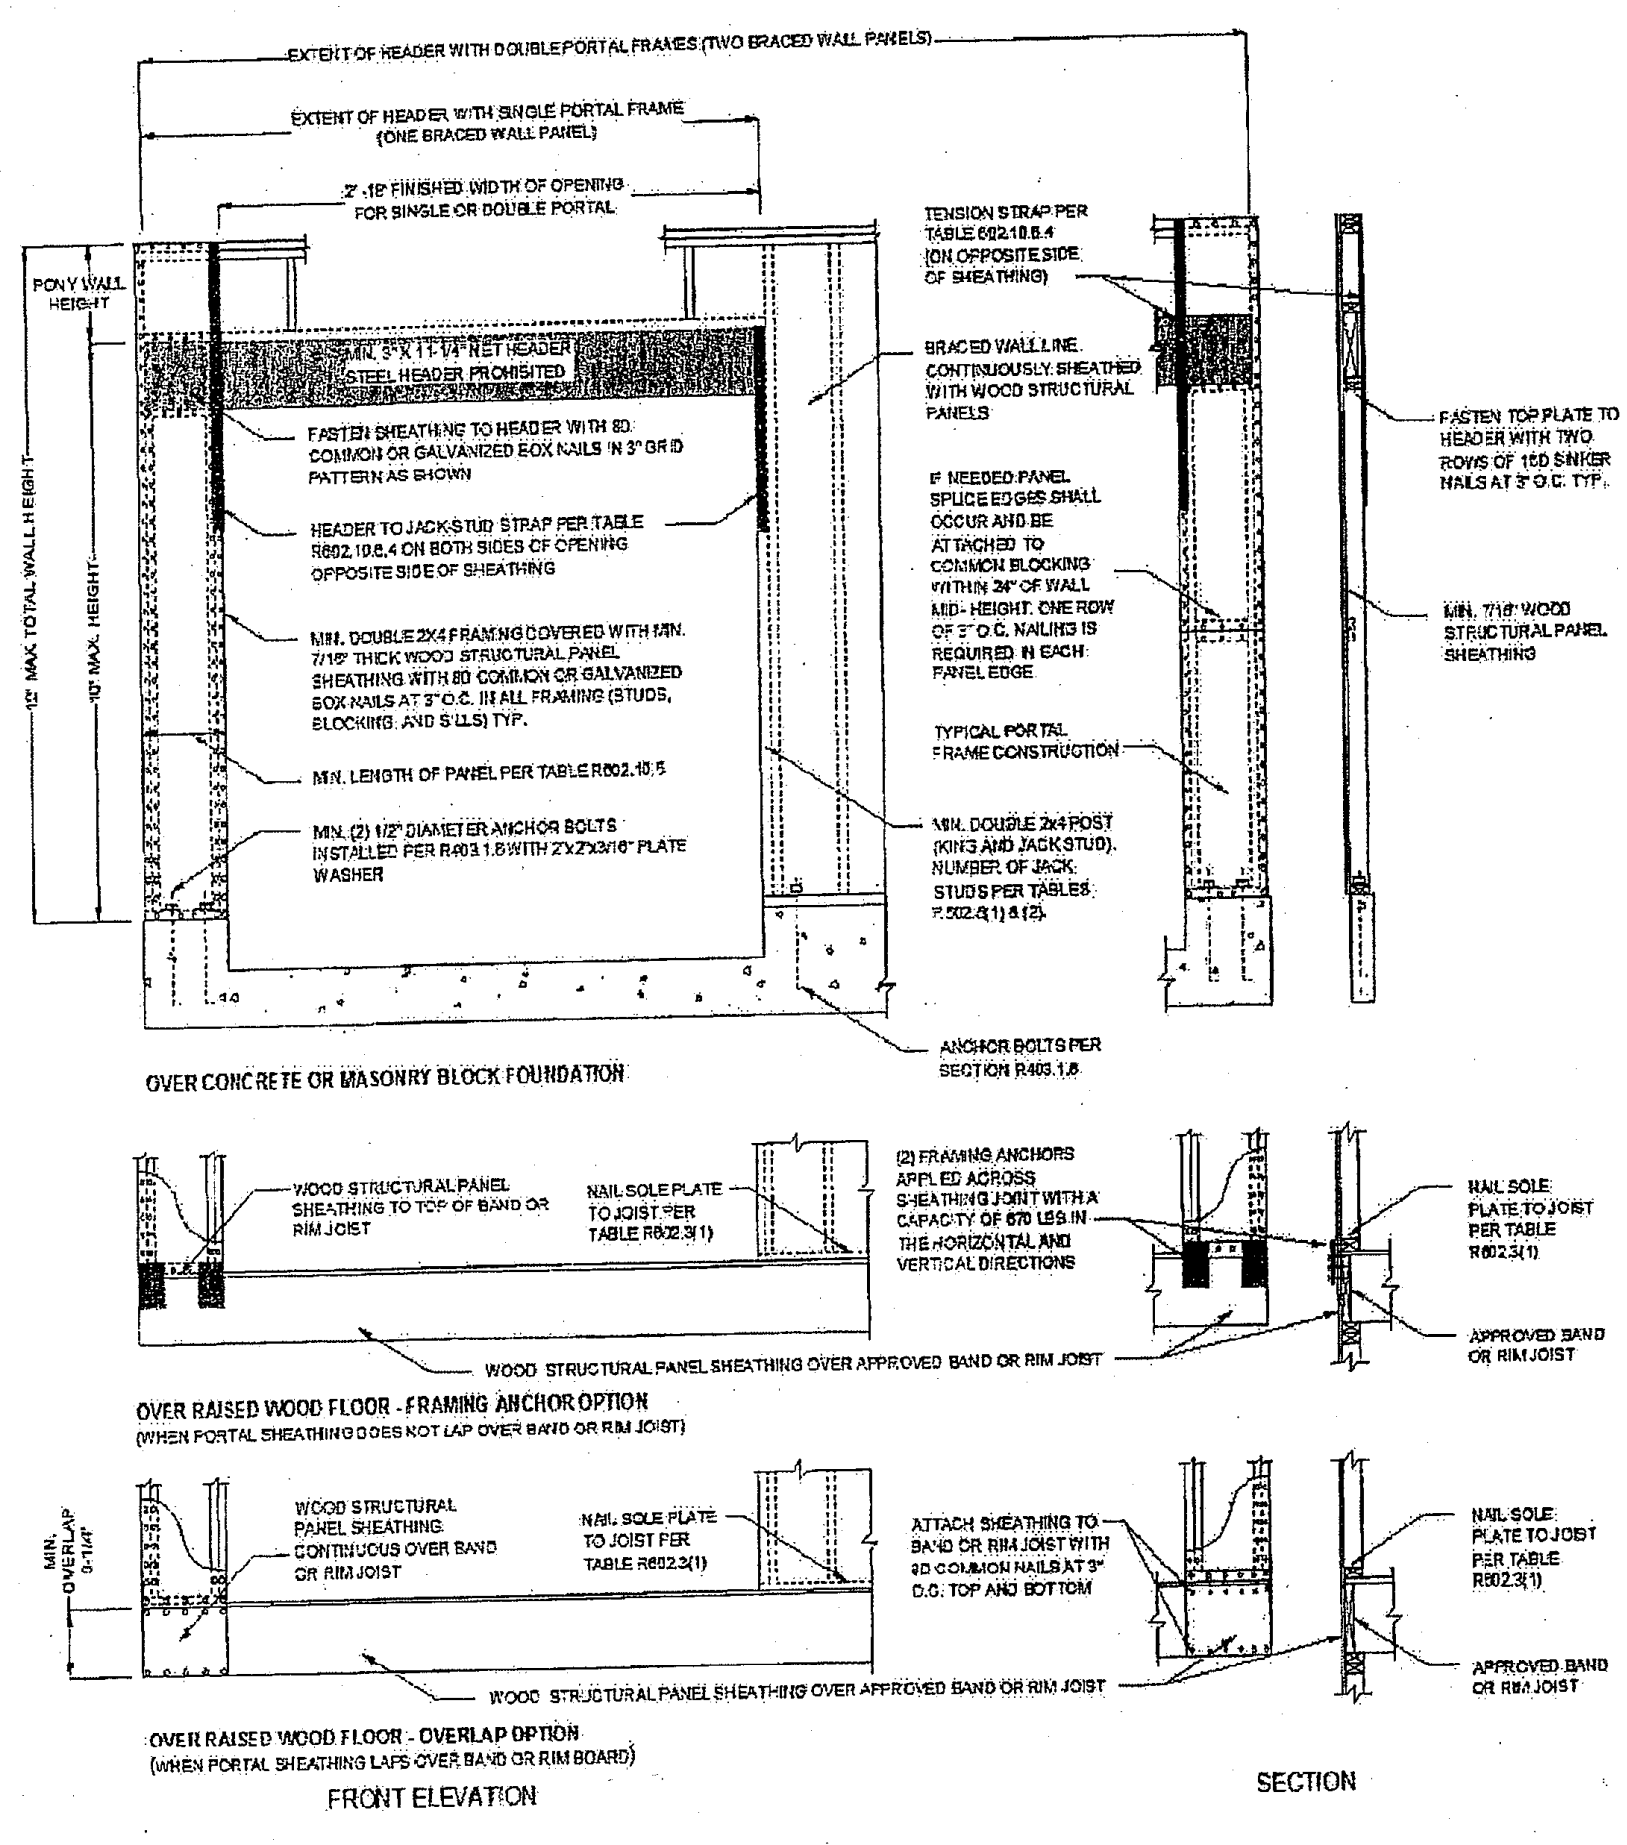 EXTENT OF HEADER WITH DOUBLE PORTAL FRAMES (TWO BRACED WALL PANELS)
EXTENT OF HEADER WITH SINGLE PORTAL FRAME
(ONE BRACED WALL PANEL)
2' -18' FINISHED WIDTH OF OPENING
FOR SINGLE OR DOUBLE PORTAL
PONY WALL
HEIGHT
12' MAX. TOTAL WALL HEIGHT
10' MAX. HEIGHT
MIN. 3" X 11-1/4" NET HEADER
STEEL HEADER PROHIBITED
FASTEN SHEATHING TO HEADER WITH 8D
COMMON OR GALVANIZED BOX NAILS IN 3" GRID
PATTERN AS SHOWN
HEADER TO JACK-STUD STRAP PER TABLE
R602.10.6.4 ON BOTH SIDES OF OPENING
OPPOSITE SIDE OF SHEATHING
MIN. DOUBLE 2X4 FRAMING COVERED WITH MIN.
7/16" THICK WOOD STRUCTURAL PANEL
SHEATHING WITH 8D COMMON OR GALVANIZED
BOX NAILS AT 3" O.C. IN ALL FRAMING (STUDS,
BLOCKING, AND SILLS) TYP.
MIN. LENGTH OF PANEL PER TABLE R602.10.5
MIN. (2) 1/2" DIAMETER ANCHOR BOLTS
INSTALLED PER R403.1.6 WITH 2"X2"X3/16" PLATE
WASHER
TENSION STRAP PER
TABLE 602.10.6.4
(ON OPPOSITE SIDE
OF SHEATHING)
BRACED WALL LINE
CONTINUOUSLY SHEATHED
WITH WOOD STRUCTURAL
PANELS
IF NEEDED PANEL
SPLICE EDGES SHALL
OCCUR AND BE
ATTACHED TO
COMMON BLOCKING
WITHIN 24" OF WALL
MID- HEIGHT. ONE ROW
OF 3" O.C. NAILING IS
REQUIRED IN EACH
PANEL EDGE
TYPICAL PORTAL
FRAME CONSTRUCTION
MIN. DOUBLE 2x4 POST
(KING AND JACK STUD).
NUMBER OF JACK
STUDS PER TABLES
R.502.5(1) & (2).
ANCHOR BOLTS PER
SECTION R403.1.6
FASTEN TOP PLATE TO
HEADER WITH TWO
ROWS OF 16D SINKER
NAILS AT 3" O.C. TYP.
MIN. 7/16" WOOD
STRUCTURAL PANEL
SHEATHING
OVER CONCRETE OR MASONRY BLOCK FOUNDATION
WOOD STRUCTURAL PANEL
SHEATHING TO TOP OF BAND OR
RIM JOIST
NAIL SOLE PLATE
TO JOIST PER
TABLE R602.3(1)
(2) FRAMING ANCHORS
APPLIED ACROSS
SHEATHING JOINT WITH A
CAPACITY OF 670 LBS IN
THE HORIZONTAL AND
VERTICAL DIRECTIONS
NAIL SOLE
PLATE TO JOIST
PER TABLE
R602.3(1)
APPROVED BAND
OR RIM JOIST
WOOD STRUCTURAL PANEL SHEATHING OVER APPROVED BAND OR RIM JOIST
OVER RAISED WOOD FLOOR - FRAMING ANCHOR OPTION
(WHEN PORTAL SHEATHING DOES NOT LAP OVER BAND OR RIM JOIST)
MIN.
OVERLAP
9-1/4"
WOOD STRUCTURAL
PANEL SHEATHING
CONTINUOUS OVER BAND
OR RIM JOIST
NAIL SOLE PLATE
TO JOIST PER
TABLE R602.3(1)
ATTACH SHEATHING TO
BAND OR RIM JOIST WITH
8D COMMON NAILS AT 3"
O.C. TOP AND BOTTOM
NAIL SOLE
PLATE TO JOIST
PER TABLE
R602.3(1)
APPROVED BAND
OR RIM JOIST
WOOD STRUCTURAL PANEL SHEATHING OVER APPROVED BAND OR RIM JOIST
OVER RAISED WOOD FLOOR - OVERLAP OPTION
(WHEN PORTAL SHEATHING LAPS OVER BAND OR RIM BOARD)
FRONT ELEVATION
SECTION